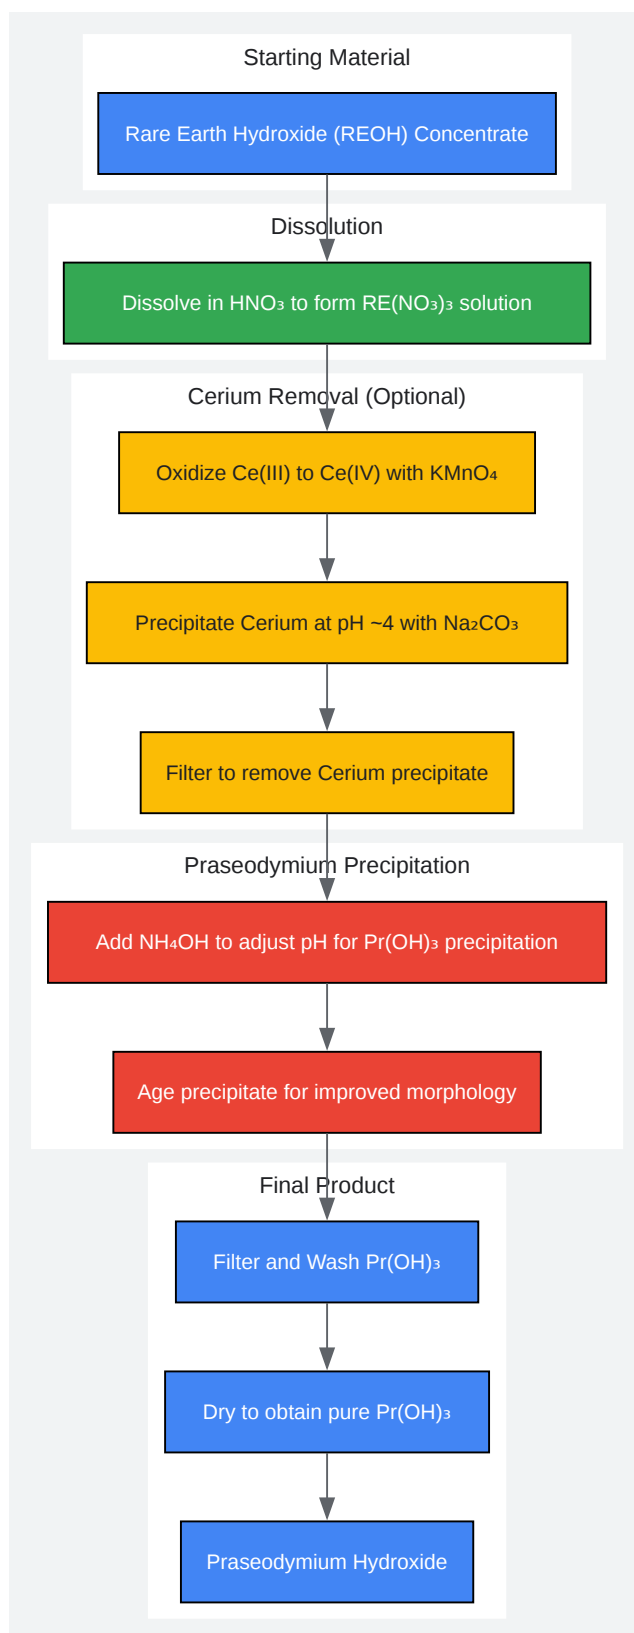 Starting Material
Rare Earth Hydroxide (REOH) Concentrate
Dissolution
Dissolve in HNO₃ to form RE(NO₃)₃ solution
Cerium Removal (Optional)
Oxidize Ce(III) to Ce(IV) with KMnO₄
Precipitate Cerium at pH ~4 with Na₂CO₃
Filter to remove Cerium precipitate
Praseodymium Precipitation
Add NH₄OH to adjust pH for Pr(OH)₃ precipitation
Age precipitate for improved morphology
Final Product
Filter and Wash Pr(OH)₃
Dry to obtain pure Pr(OH)₃
Praseodymium Hydroxide